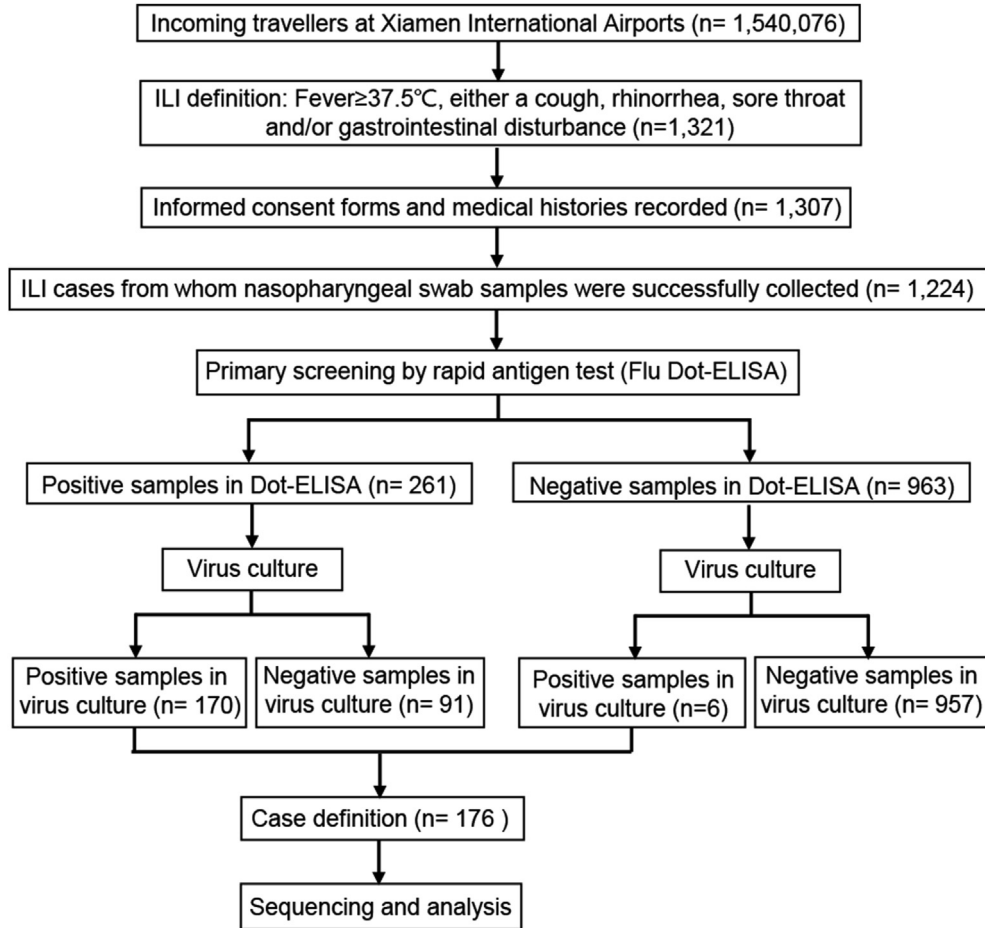 Incoming travellers at Xiamen International Airports (n= 1,540,076)
ILI definition: Fever≥37.5℃, either a cough, rhinorrhea, sore throat
and/or gastrointestinal disturbance (n=1,321)
Informed consent forms and medical histories recorded (n= 1,307)
ILI cases from whom nasopharyngeal swab samples were successfully collected (n= 1,224)
Primary screening by rapid antigen test (Flu Dot-ELISA)
Positive samples in Dot-ELISA (n= 261)
Negative samples in Dot-ELISA (n= 963)
Virus culture
Virus culture
Positive samples in
virus culture (n= 170)
Negative samples in
virus culture (n= 91)
Positive samples in
virus culture (n=6)
Negative samples in
virus culture (n= 957)
Case definition (n= 176 )
Sequencing and analysis